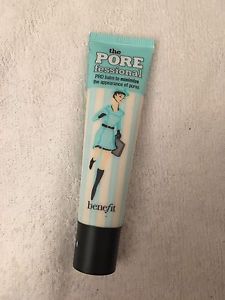 the
PORE
fessional
PRO balm to minimize
the appearance of pores
benefit